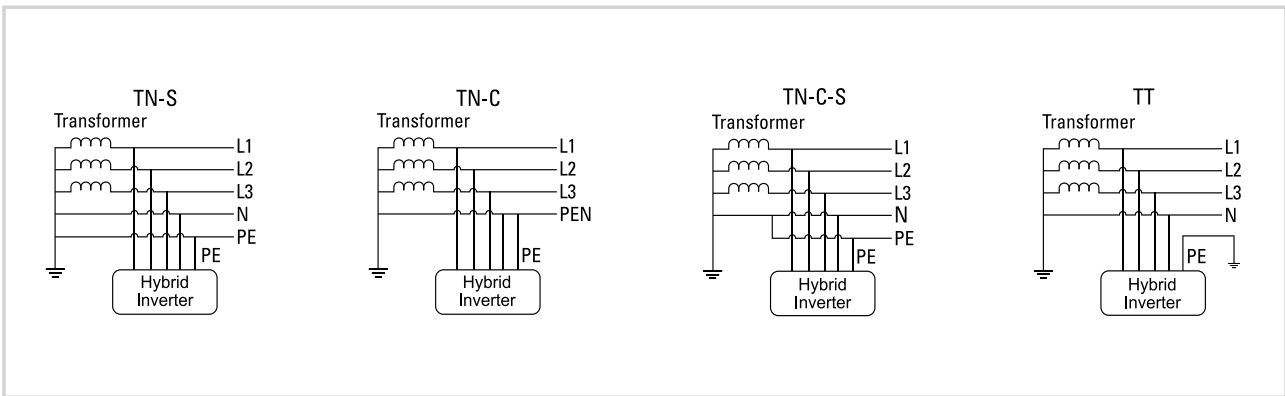 TN-S
Transformer
L1
L2
L3
N
PE
PE
Hybrid
Inverter
TN-C
Transformer
L1
L2
L3
PEN
PE
Hybrid
Inverter
TN-C-S
Transformer
L1
L2
L3
N
PE
PE
Hybrid
Inverter
TT
Transformer
L1
L2
L3
N
PE
Hybrid
Inverter